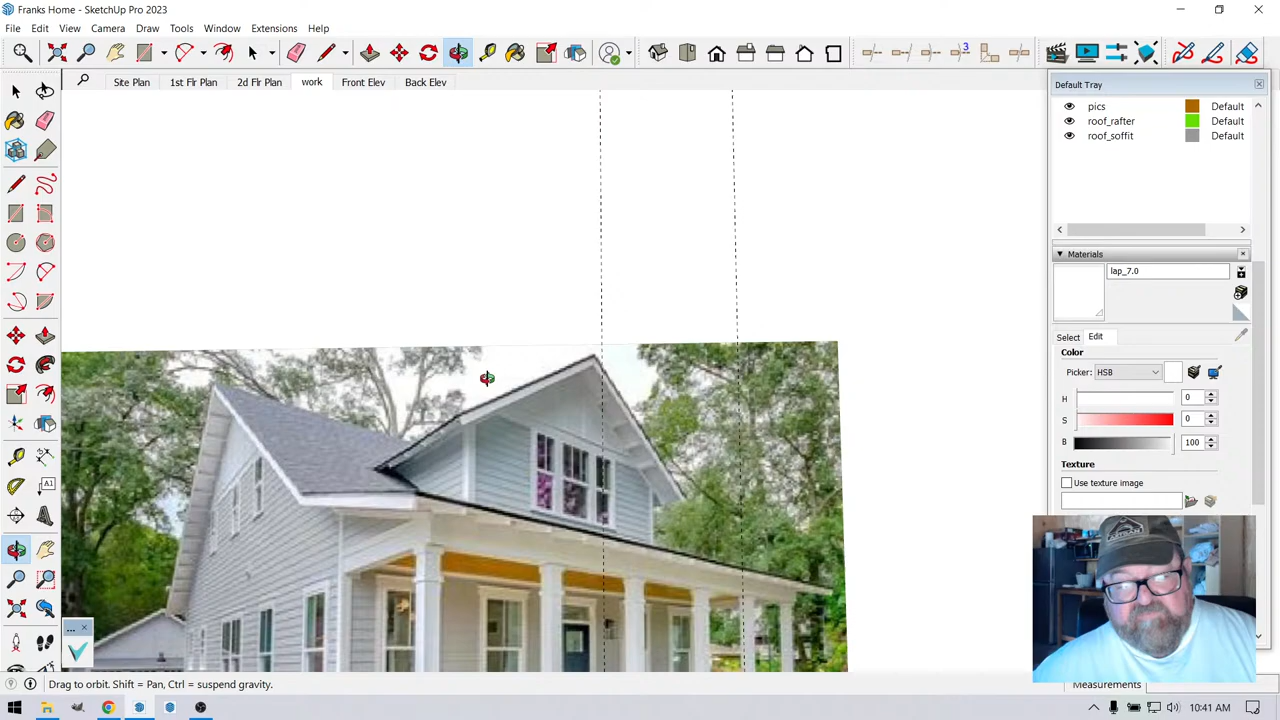 Franks Home - SketchUp Pro 2023
File Edit View Camera Draw Tools Window Extensions Help
3
Site Plan 1st Flr Plan 2d Flr Plan work Front Elev Back Elev
Default Tray
pics Default
roof_rafter Default
roof_soffit Default
Materials
lap_7.0
Select Edit
Color
Picker: HSB
H 0
S 0
B 100
Texture
Use texture image
A1
...
Drag to orbit. Shift = Pan, Ctrl = suspend gravity.
Measurements
10:41 AM